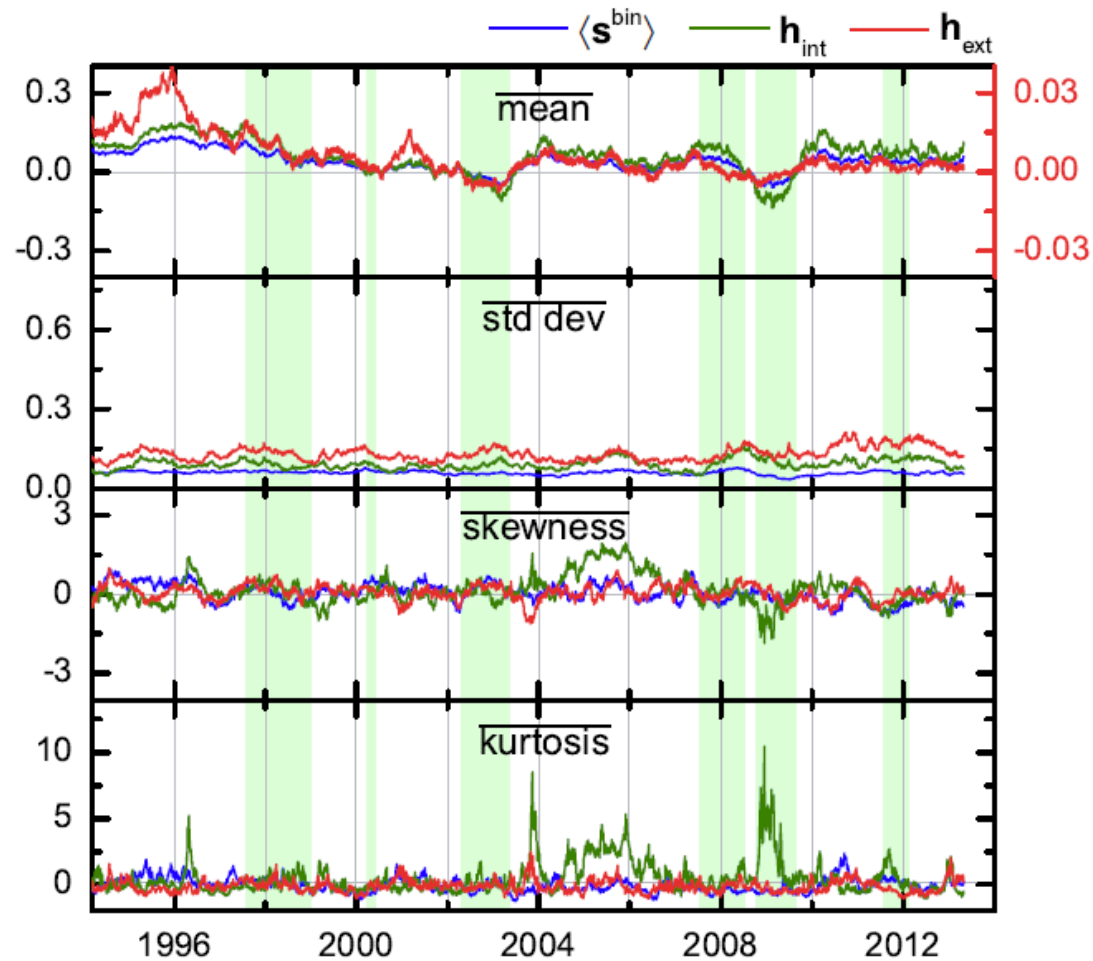 ⟨s^bin⟩ h_int h_ext
mean
0.3 0.03
0.0 0.00
-0.3 -0.03
std dev
0.6
0.3
0.0
skewness
3
0
-3
kurtosis
10
5
0
1996 2000 2004 2008 2012